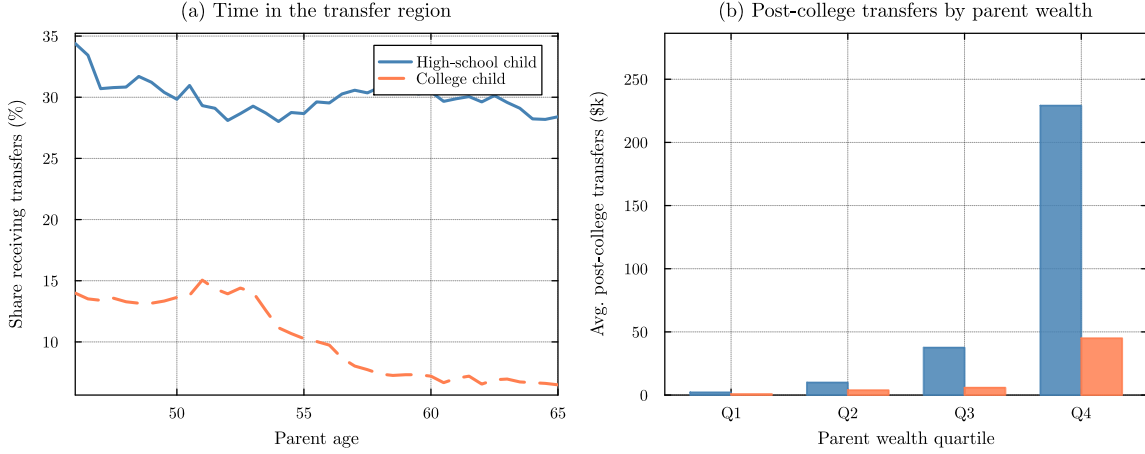 (a) Time in the transfer region
35
30
25
20
15
10
Share receiving transfers (%)
High-school child
College child
50
55
60
65
Parent age
(b) Post-college transfers by parent wealth
250
200
150
100
50
0
Avg. post-college transfers ($k)
Q1
Q2
Q3
Q4
Parent wealth quartile